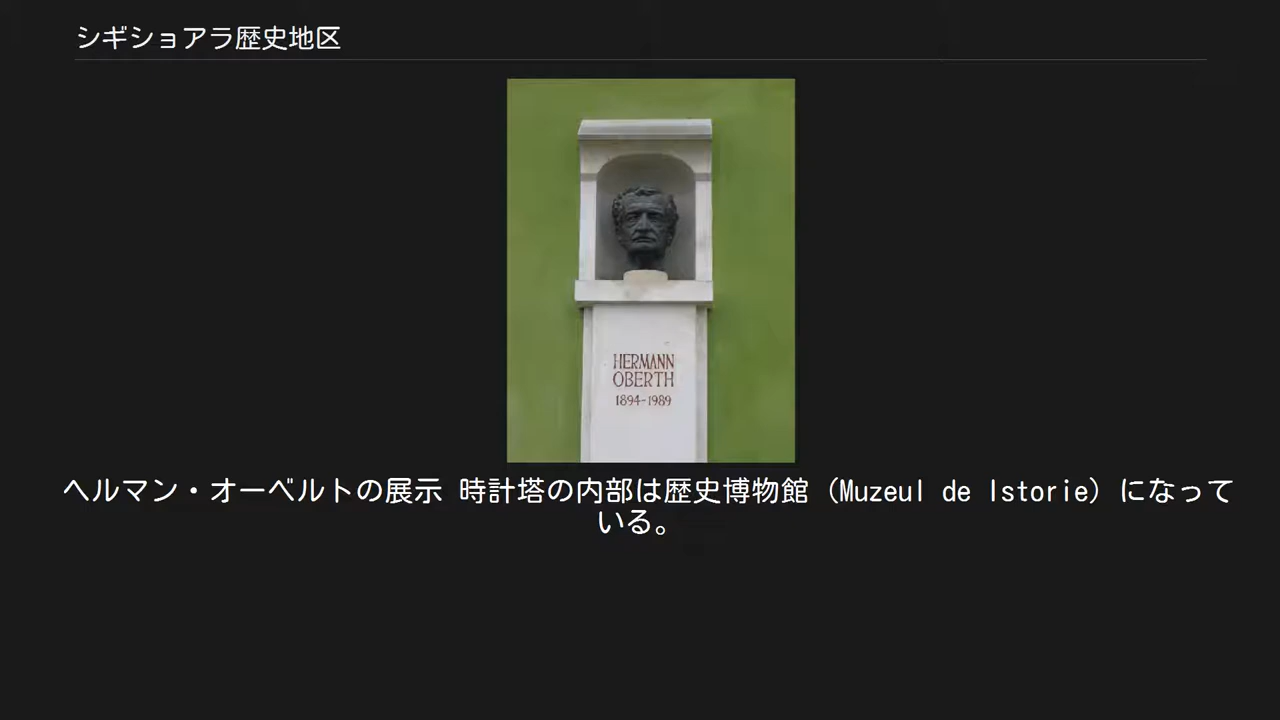 シギショアラ歴史地区
HERMANN
OBERTH
1894-1989
ヘルマン・オーベルトの展示 時計塔の内部は歴史博物館（Muzeul de Istorie）になって
いる。